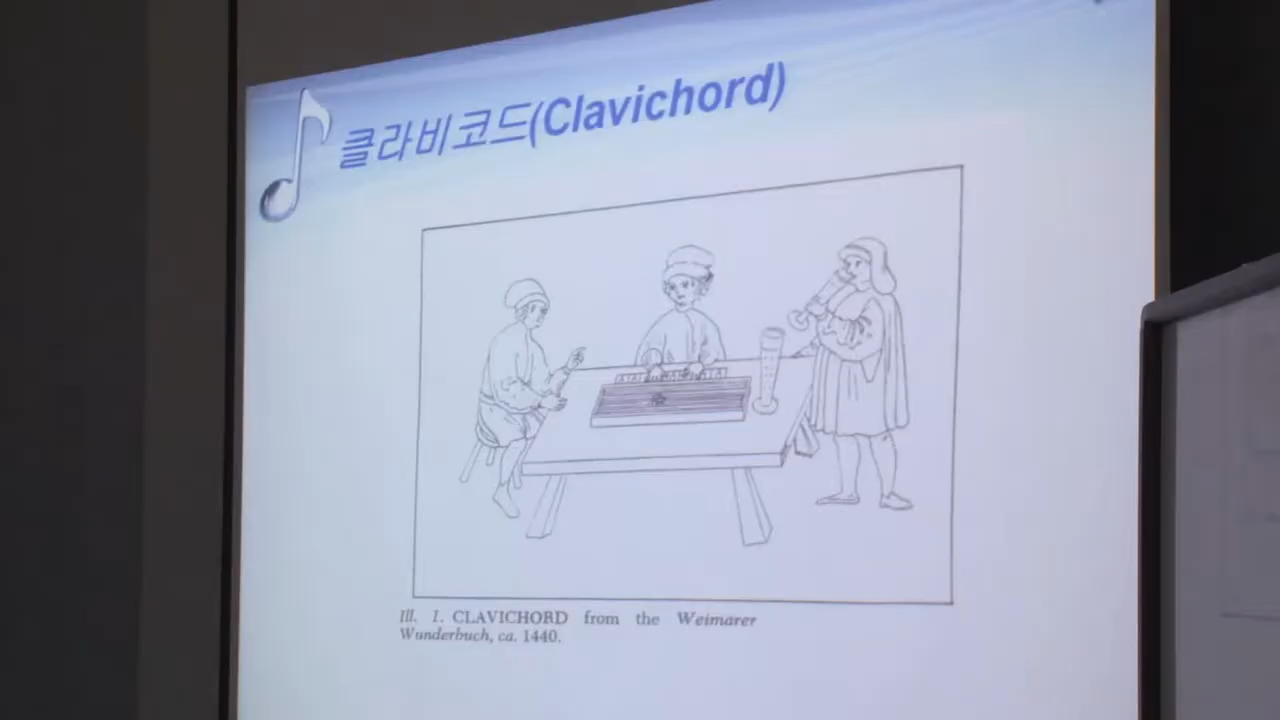 클라비코드(Clavichord)
Ill. 1. CLAVICHORD from the Weimarer
Wunderbuch, ca. 1440.